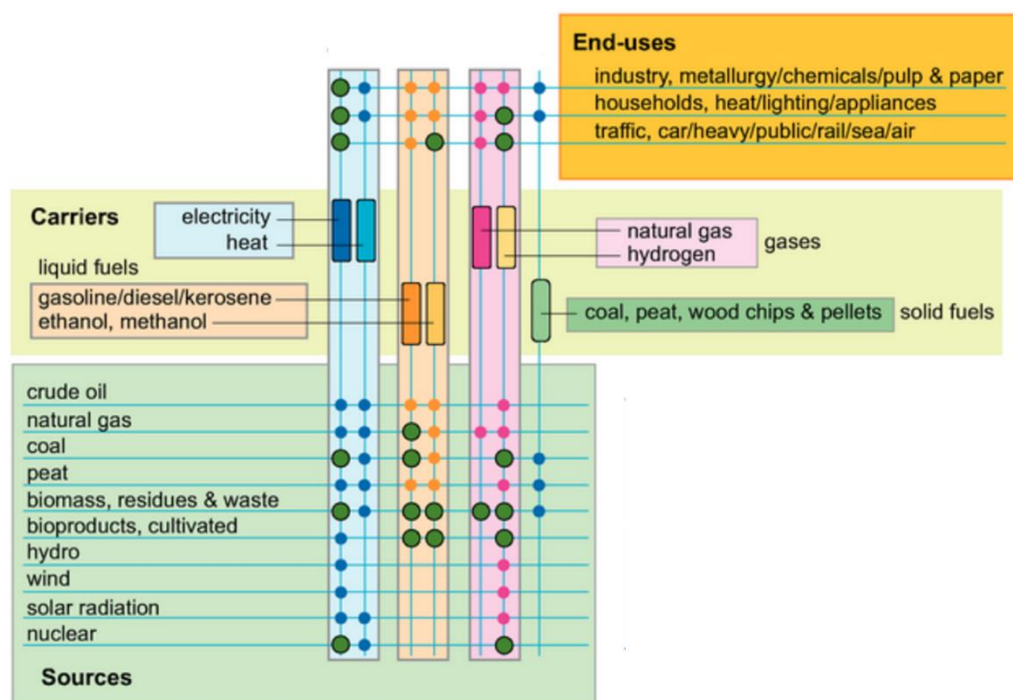 End-uses
industry, metallurgy/chemicals/pulp & paper
households, heat/lighting/appliances
traffic, car/heavy/public/rail/sea/air
Carriers
electricity
heat
natural gas
hydrogen
gases
liquid fuels
gasoline/diesel/kerosene
ethanol, methanol
coal, peat, wood chips & pellets
solid fuels
crude oil
natural gas
coal
peat
biomass, residues & waste
bioproducts, cultivated
hydro
wind
solar radiation
nuclear
Sources